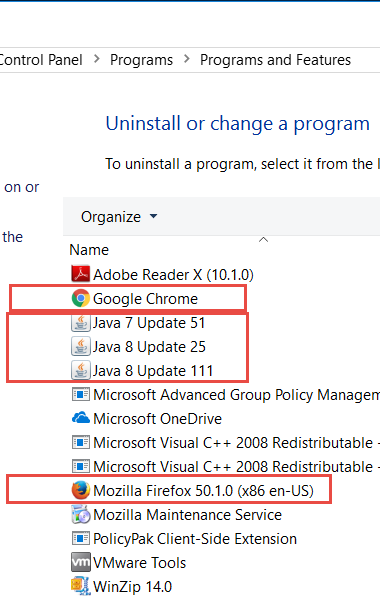 Control Panel > Programs > Programs and Features
Uninstall or change a program
To uninstall a program, select it from the
on or
the
Organize
Name
Adobe Reader X (10.1.0)
Google Chrome
Java 7 Update 51
Java 8 Update 25
Java 8 Update 111
Microsoft Advanced Group Policy Managem
Microsoft OneDrive
Microsoft Visual C++ 2008 Redistributable -
Microsoft Visual C++ 2008 Redistributable -
Mozilla Firefox 50.1.0 (x86 en-US)
Mozilla Maintenance Service
PolicyPak Client-Side Extension
vm VMware Tools
WinZip 14.0